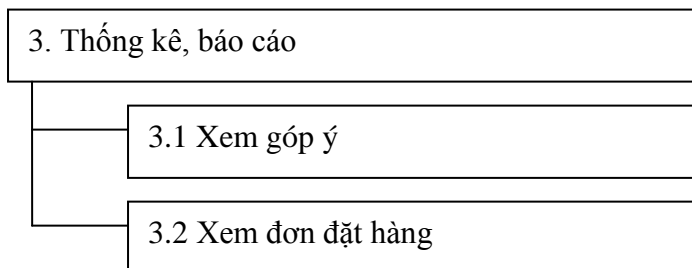 3. Thống kê, báo cáo
3.1 Xem góp ý
3.2 Xem đơn đặt hàng